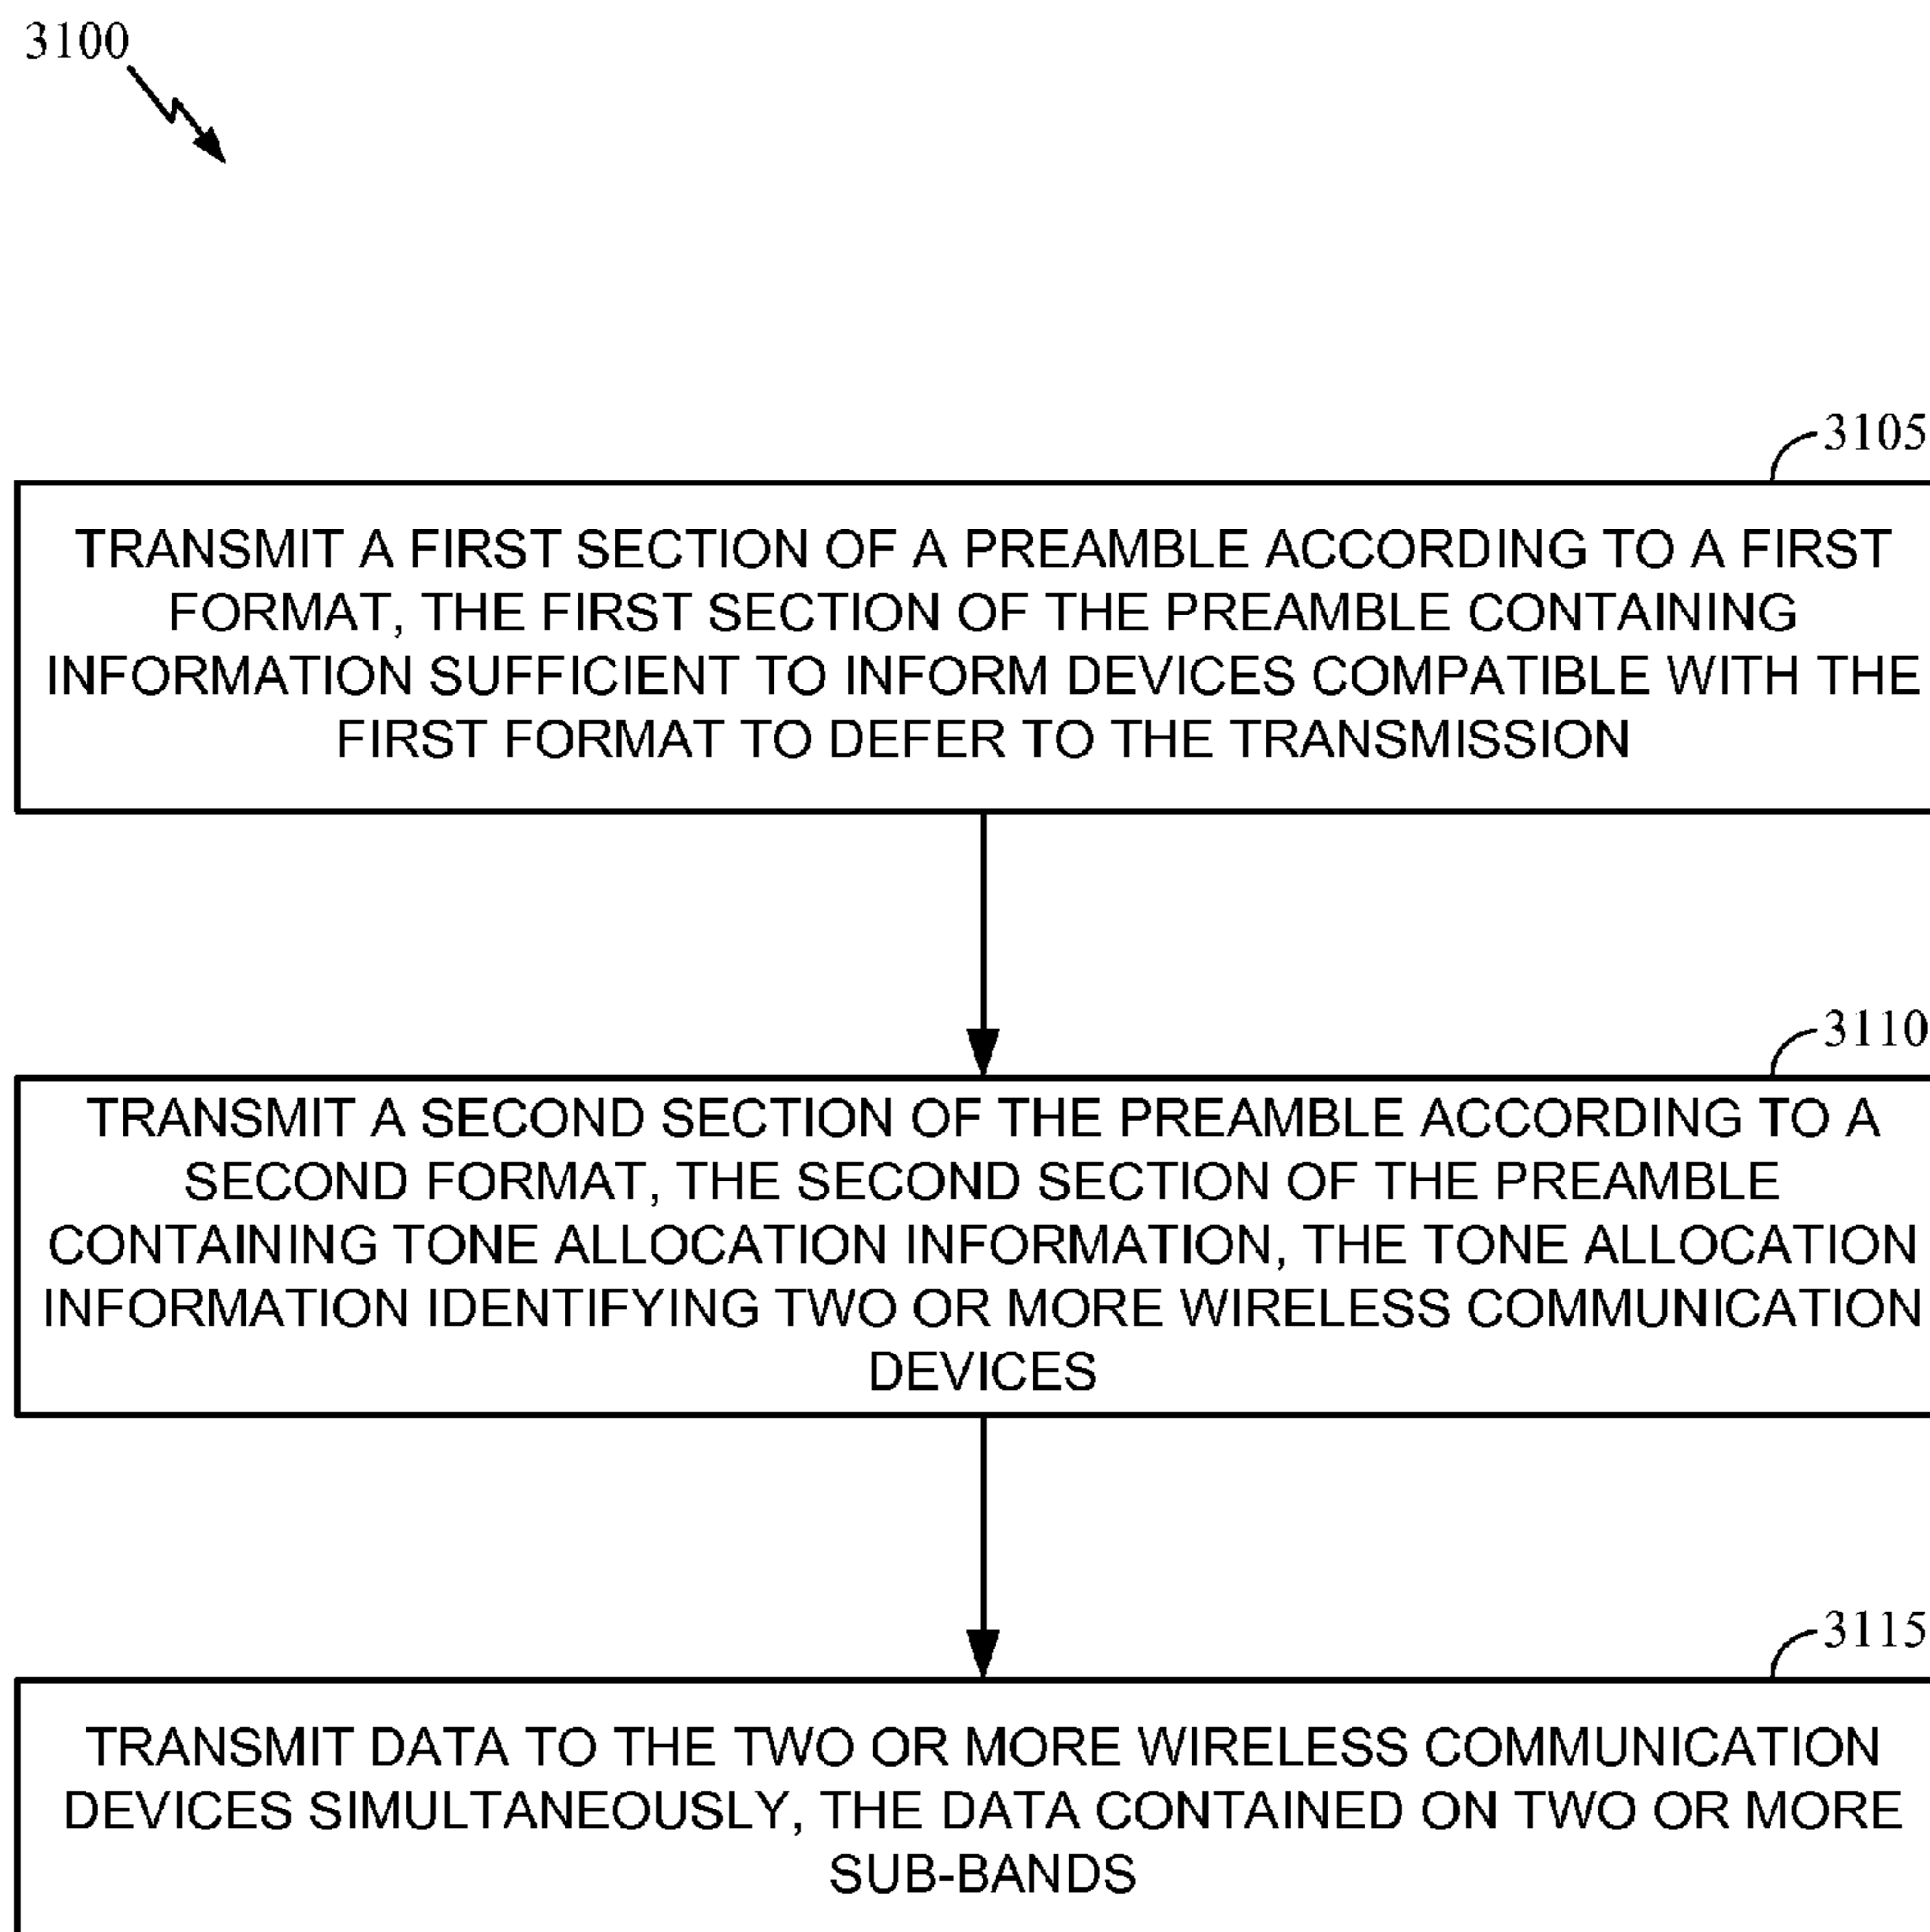 3100
3105
TRANSMIT A FIRST SECTION OF A PREAMBLE ACCORDING TO A FIRST
FORMAT, THE FIRST SECTION OF THE PREAMBLE CONTAINING
INFORMATION SUFFICIENT TO INFORM DEVICES COMPATIBLE WITH THE
FIRST FORMAT TO DEFER TO THE TRANSMISSION
3110
TRANSMIT A SECOND SECTION OF THE PREAMBLE ACCORDING TO A
SECOND FORMAT, THE SECOND SECTION OF THE PREAMBLE
CONTAINING TONE ALLOCATION INFORMATION, THE TONE ALLOCATION
INFORMATION IDENTIFYING TWO OR MORE WIRELESS COMMUNICATION
DEVICES
3115
TRANSMIT DATA TO THE TWO OR MORE WIRELESS COMMUNICATION
DEVICES SIMULTANEOUSLY, THE DATA CONTAINED ON TWO OR MORE
SUB-BANDS